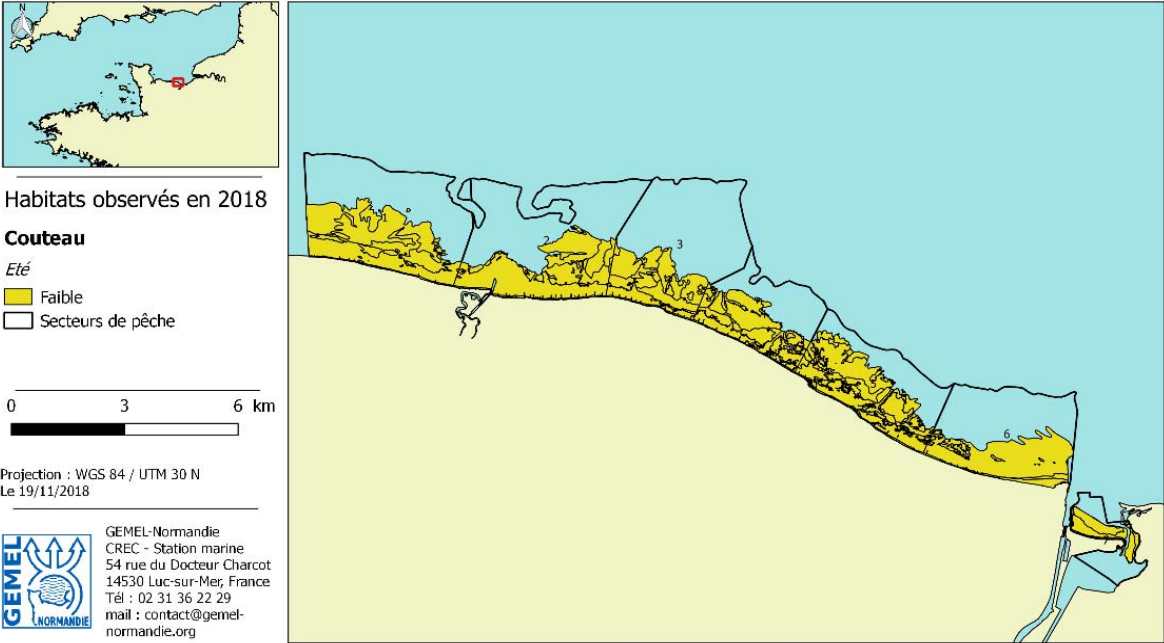 N
Habitats observés en 2018
Couteau
Eté
Faible
Secteurs de pêche
0 3 6 km
Projection : WGS 84 / UTM 30 N
Le 19/11/2018
GEMEL
NORMANDIE
GEMEL-Normandie
CREC - Station marine
54 rue du Docteur Charcot
14530 Luc-sur-Mer, France
Tél : 02 31 36 22 29
mail : contact@gemel-
normandie.org
1
2
3
6